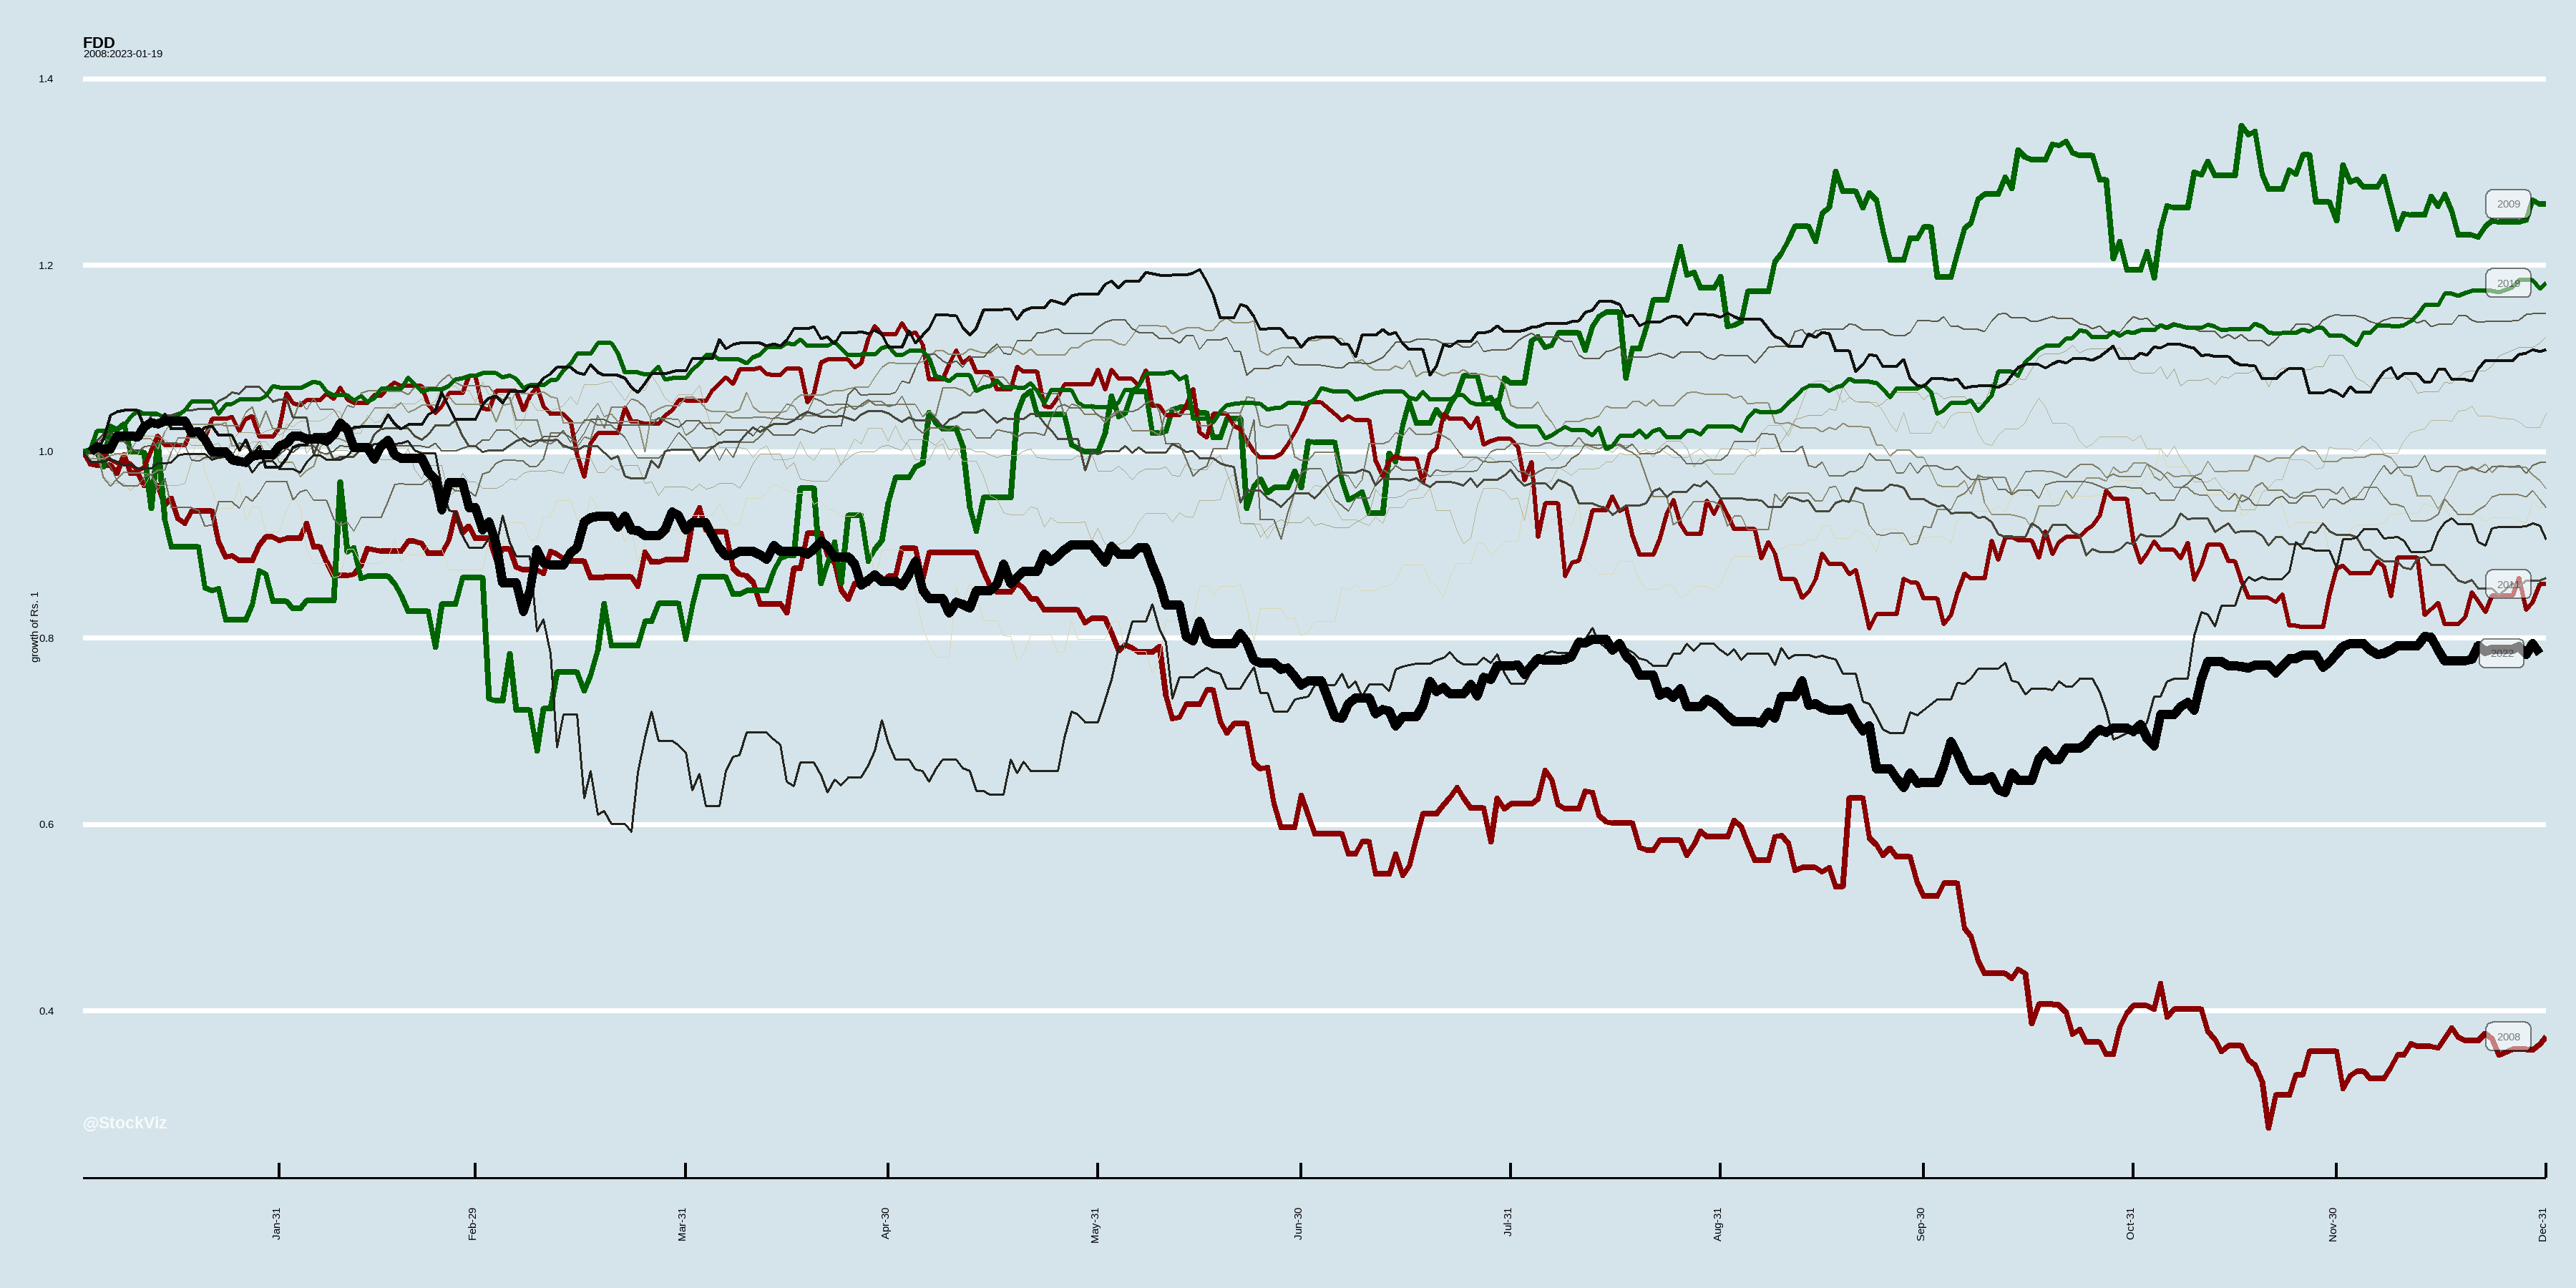 FDD
2008:2023-01-19
1.4
1.2
1.0
0.8
0.6
0.4
growth of Rs. 1
2009
2019
2011
2022
2008
@StockViz
Jan-31
Feb-29
Mar-31
Apr-30
May-31
Jun-30
Jul-31
Aug-31
Sep-30
Oct-31
Nov-30
Dec-31